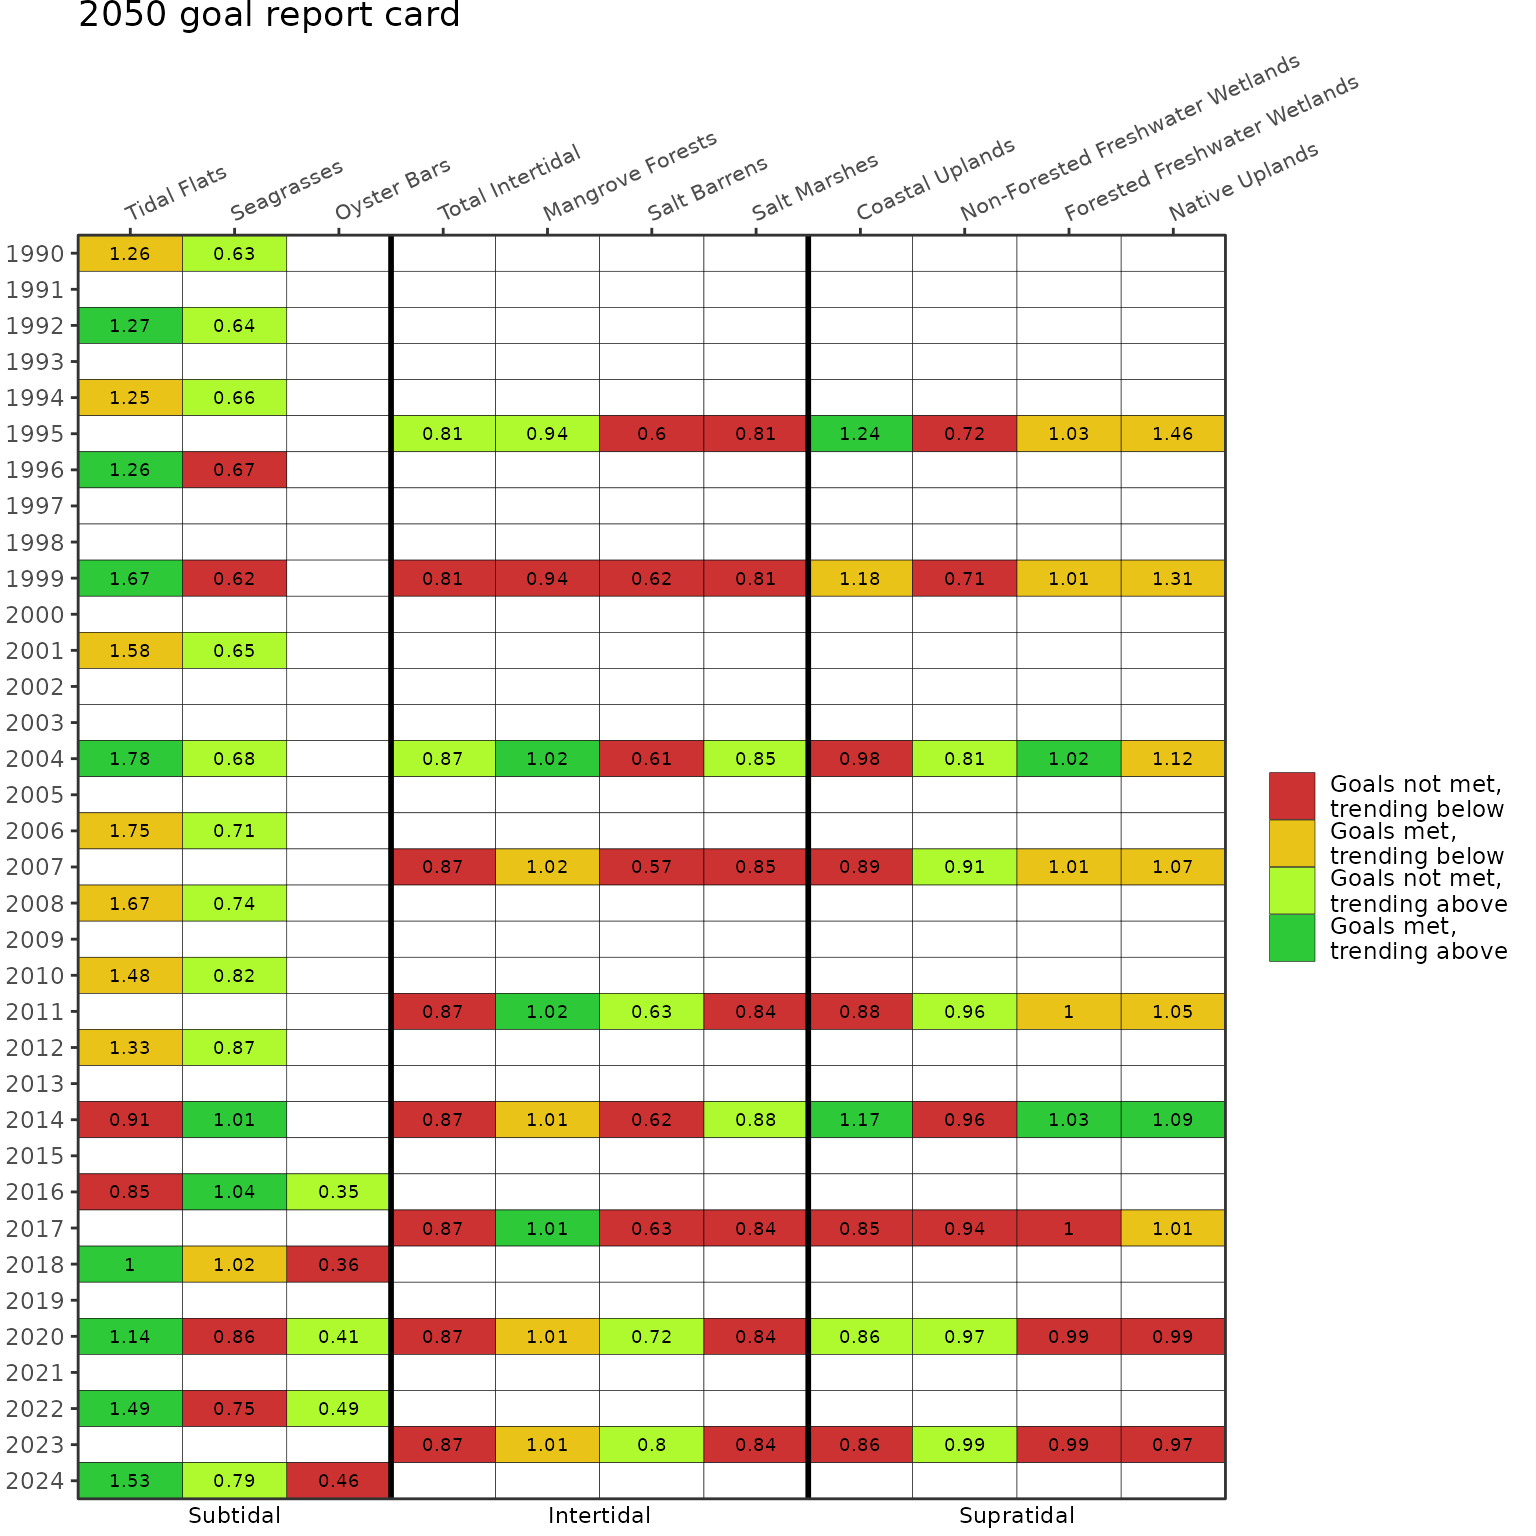 2050 goal report card
Tidal Flats
Seagrasses
Oyster Bars
Total Intertidal
Mangrove Forests
Salt Barrens
Salt Marshes
Coastal Uplands
Non-Forested Freshwater Wetlands
Forested Freshwater Wetlands
Native Uplands
1990 1.26 0.63
1991
1992 1.27 0.64
1993
1994 1.25 0.66
1995 0.81 0.94 0.6 0.81 1.24 0.72 1.03 1.46
1996 1.26 0.67
1997
1998
1999 1.67 0.62 0.81 0.94 0.62 0.81 1.18 0.71 1.01 1.31
2000
2001 1.58 0.65
2002
2003
2004 1.78 0.68 0.87 1.02 0.61 0.85 0.98 0.81 1.02 1.12
2005
2006 1.75 0.71
2007 0.87 1.02 0.57 0.85 0.89 0.91 1.01 1.07
2008 1.67 0.74
2009
2010 1.48 0.82
2011 0.87 1.02 0.63 0.84 0.88 0.96 1 1.05
2012 1.33 0.87
2013
2014 0.91 1.01 0.87 1.01 0.62 0.88 1.17 0.96 1.03 1.09
2015
2016 0.85 1.04 0.35
2017 0.87 1.01 0.63 0.84 0.85 0.94 1 1.01
2018 1 1.02 0.36
2019
2020 1.14 0.86 0.41 0.87 1.01 0.72 0.84 0.86 0.97 0.99 0.99
2021
2022 1.49 0.75 0.49
2023 0.87 1.01 0.8 0.84 0.86 0.99 0.99 0.97
2024 1.53 0.79 0.46
Subtidal Intertidal Supratidal
Goals not met,
trending below
Goals met,
trending below
Goals not met,
trending above
Goals met,
trending above